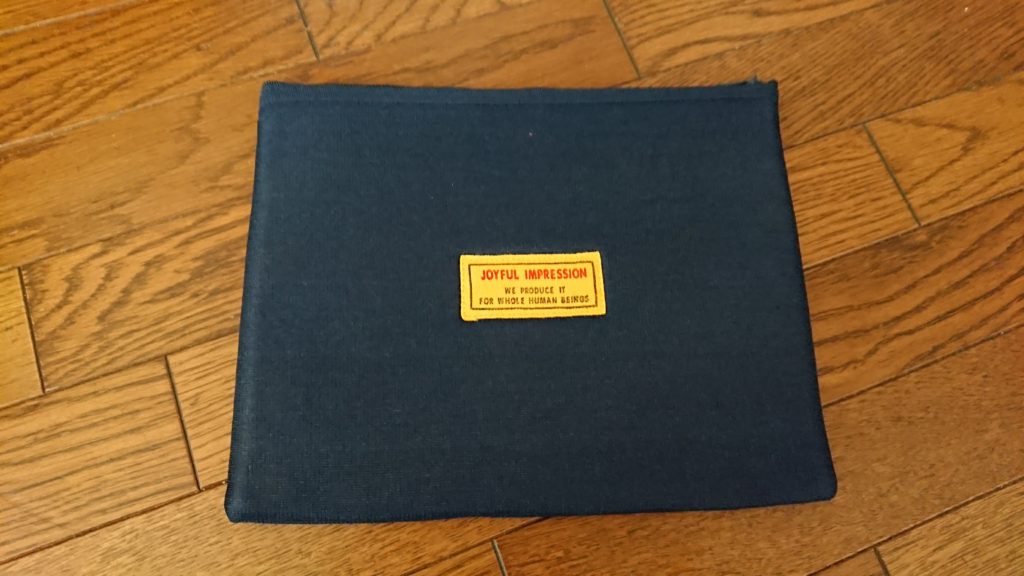 JOYFUL IMPRESSION
WE PRODUCE IT
FOR WHOLE HUMAN BEINGS